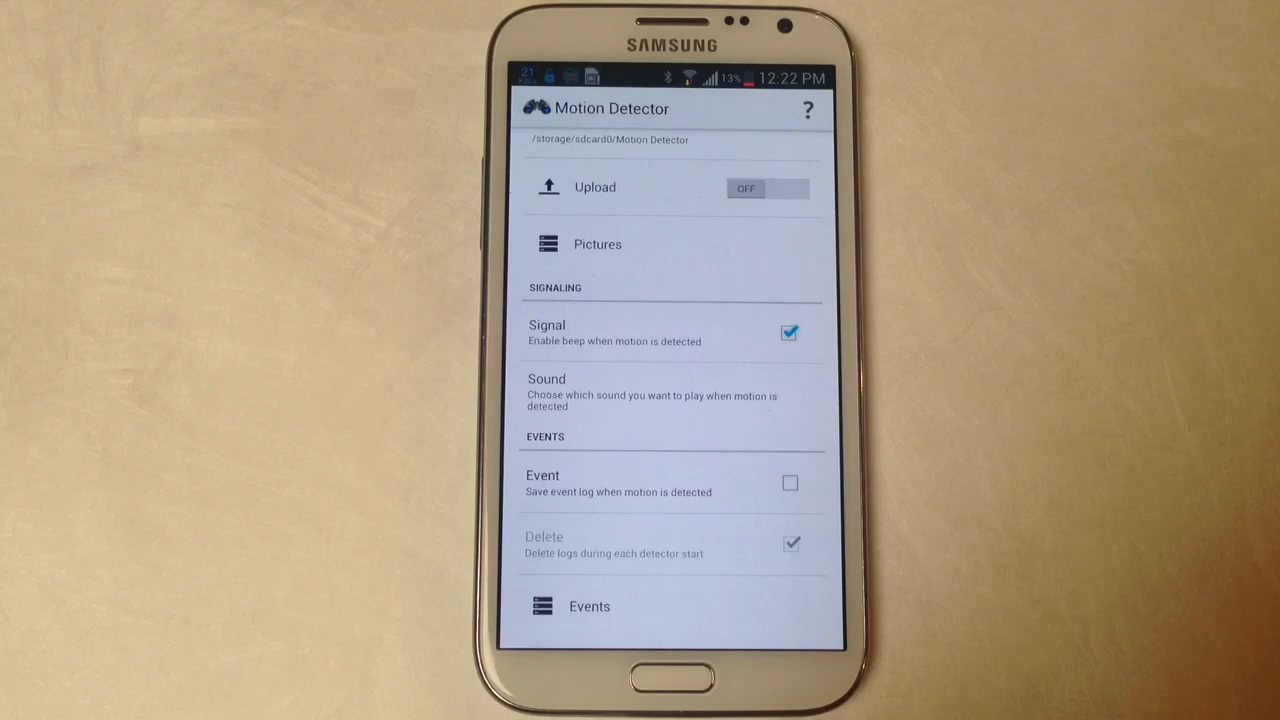 SAMSUNG
21
13% 12:22 PM
Motion Detector ?
/storage/sdcard0/Motion Detector
Upload OFF
Pictures
SIGNALING
Signal
Enable beep when motion is detected
Sound
Choose which sound you want to play when motion is
detected
EVENTS
Event
Save event log when motion is detected
Delete
Delete logs during each detector start
Events